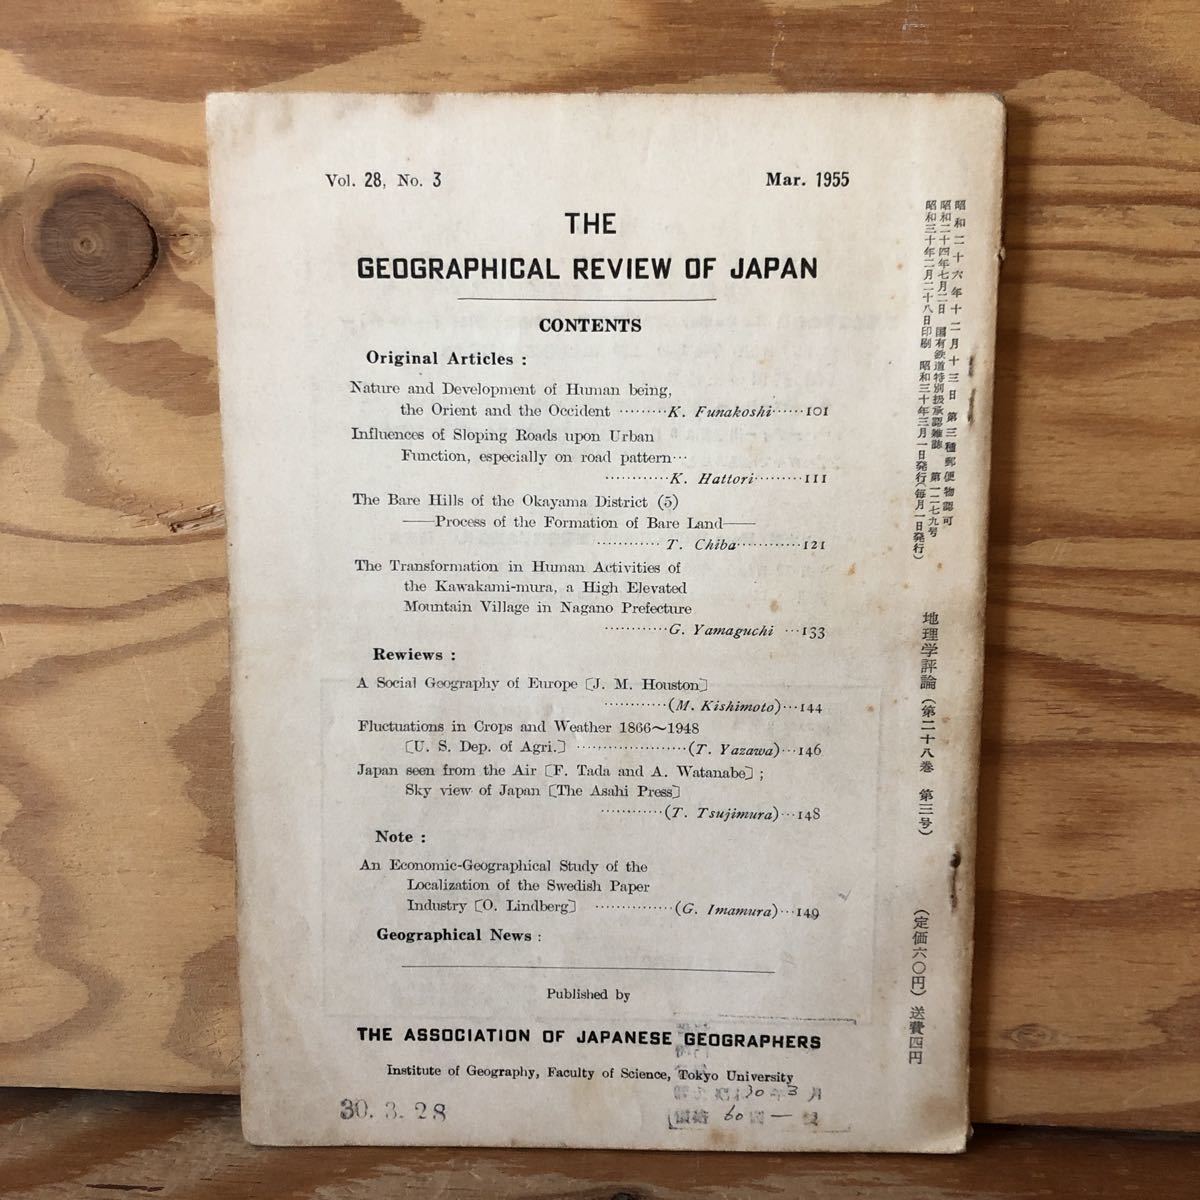 Vol. 28, No. 3
Mar. 1955
THE
GEOGRAPHICAL REVIEW OF JAPAN
CONTENTS
Original Articles :
Nature and Development of Human being,
the Orient and the Occident ·········K. Funakoshi······101
Influences of Sloping Roads upon Urban
Function, especially on road pattern···
············K. Hattori·········111
The Bare Hills of the Okayama District (5)
——Process of the Formation of Bare Land——
············ T. Chiba············121
The Transformation in Human Activities of
the Kawakami-mura, a High Elevated
Mountain Village in Nagano Prefecture
············G. Yamaguchi ···133
Rewiews :
A Social Geography of Europe 〔J. M. Houston〕
············(M. Kishimoto)···144
Fluctuations in Crops and Weather 1866～1948
〔U. S. Dep. of Agri.〕 ·····················(T. Yazawa)···146
Japan seen from the Air 〔F. Tada and A. Watanabe〕 ;
Sky view of Japan 〔The Asahi Press〕
············(T. Tsujimura)···148
Note :
An Economic-Geographical Study of the
Localization of the Swedish Paper
Industry 〔O. Lindberg〕 ···············(G. Imamura)···149
Geographical News :
Published by
THE ASSOCIATION OF JAPANESE GEOGRAPHERS
Institute of Geography, Faculty of Science, Tokyo University
30. 3. 28
30 3 月
60
昭和二十六年十二月十三日 第三種郵便物認可
昭和二十四年七月二日 国有鉄道特別扱承認雑誌 第一二七九号
昭和三十年二月二十八日印刷 昭和三十年三月一日発行(毎月一日発行)
地理学評論 (第二十八巻 第三号)
(定価六〇円) 送費四円